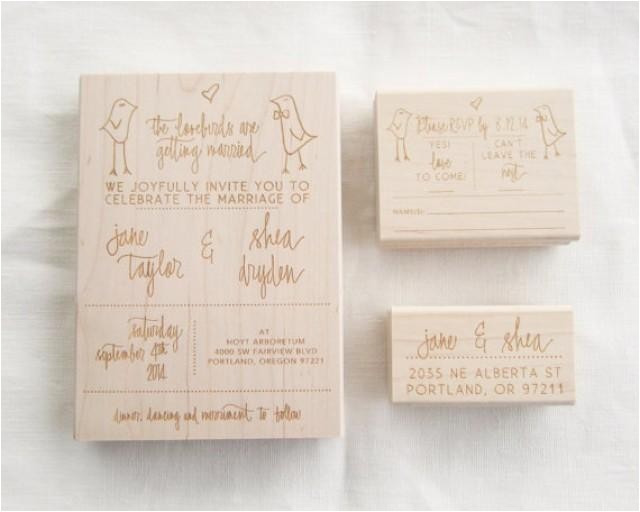 the lovebirds are
getting married
WE JOYFULLY INVITE YOU TO
CELEBRATE THE MARRIAGE OF
jane
taylor
&
shea
dryden
saturday
september 4th
2014
AT
HOYT ARBORETUM
4000 SW FAIRVIEW BLVD
PORTLAND, OREGON 97221
dinner, dancing and merriment to follow
Please RSVP by 8.12.14
YES!
love
TO COME!
CAN'T
LEAVE THE
nest
NAME(S):
jane & shea
2035 NE ALBERTA ST
PORTLAND, OR 97211